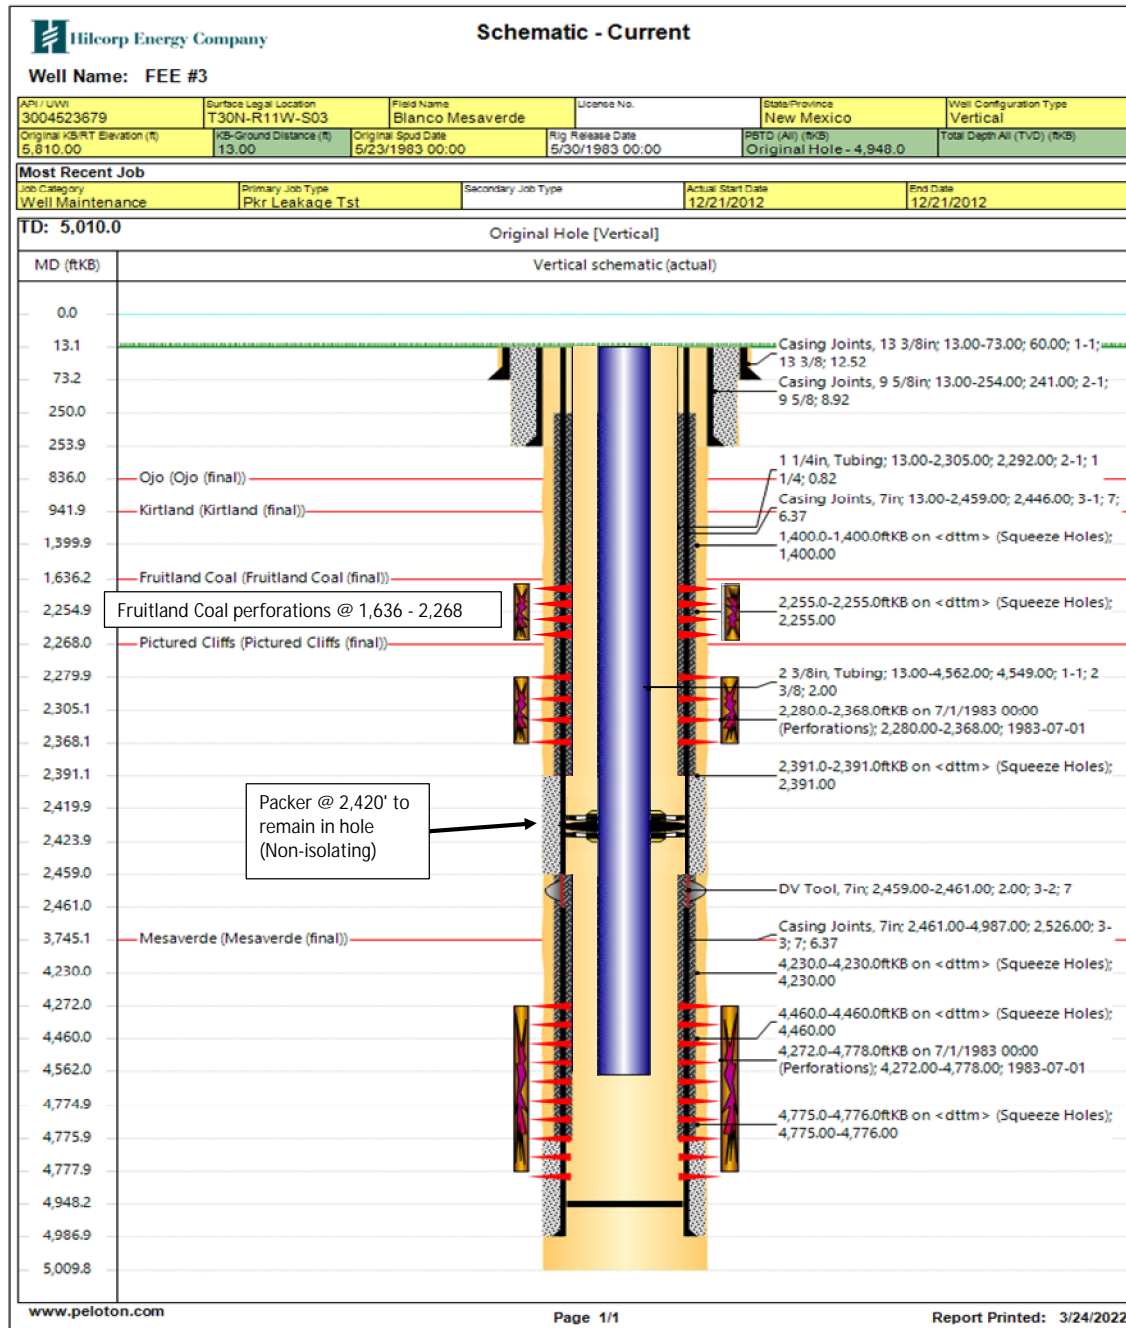 Hilcorp Energy Company
Schematic - Current
Well Name: FEE #3
API / UWI
3004523679
Surface Legal Location
T30N-R11W-S03
Field Name
Blanco Mesaverde
License No.
State/Province
New Mexico
Well Configuration Type
Vertical
Original KB/RT Elevation (ft)
5,810.00
KB-Ground Distance (ft)
13.00
Original Spud Date
5/23/1983 00:00
Rig Release Date
5/30/1983 00:00
PBTD (All) (ftKB)
Original Hole - 4,948.0
Total Depth All (TVD) (ftKB)
Most Recent Job
Job Category
Well Maintenance
Primary Job Type
Pkr Leakage Tst
Secondary Job Type
Actual Start Date
12/21/2012
End Date
12/21/2012
TD: 5,010.0
Original Hole [Vertical]
MD (ftKB)
Vertical schematic (actual)
0.0
13.1
73.2
250.0
253.9
836.0
941.9
1,399.9
1,636.2
2,254.9
2,268.0
2,279.9
2,305.1
2,368.1
2,391.1
2,419.9
2,423.9
2,459.0
2,461.0
3,745.1
4,230.0
4,272.0
4,460.0
4,562.0
4,774.9
4,775.9
4,777.9
4,948.2
4,986.9
5,009.8
Ojo (Ojo (final))
Kirtland (Kirtland (final))
Fruitland Coal (Fruitland Coal (final))
Fruitland Coal perforations @ 1,636 - 2,268
Pictured Cliffs (Pictured Cliffs (final))
Packer @ 2,420' to
remain in hole
(Non-isolating)
Mesaverde (Mesaverde (final))
Casing Joints, 13 3/8in; 13.00-73.00; 60.00; 1-1;
13 3/8; 12.52
Casing Joints, 9 5/8in; 13.00-254.00; 241.00; 2-1;
9 5/8; 8.92
1 1/4in, Tubing; 13.00-2,305.00; 2,292.00; 2-1; 1
1/4; 0.82
Casing Joints, 7in; 13.00-2,459.00; 2,446.00; 3-1; 7;
6.37
1,400.0-1,400.0ftKB on <dttm> (Squeeze Holes);
1,400.00
2,255.0-2,255.0ftKB on <dttm> (Squeeze Holes);
2,255.00
2 3/8in, Tubing; 13.00-4,562.00; 4,549.00; 1-1; 2
3/8; 2.00
2,280.0-2,368.0ftKB on 7/1/1983 00:00
(Perforations); 2,280.00-2,368.00; 1983-07-01
2,391.0-2,391.0ftKB on <dttm> (Squeeze Holes);
2,391.00
DV Tool, 7in; 2,459.00-2,461.00; 2.00; 3-2; 7
Casing Joints, 7in; 2,461.00-4,987.00; 2,526.00; 3-
3; 7; 6.37
4,230.0-4,230.0ftKB on <dttm> (Squeeze Holes);
4,230.00
4,460.0-4,460.0ftKB on <dttm> (Squeeze Holes);
4,460.00
4,272.0-4,778.0ftKB on 7/1/1983 00:00
(Perforations); 4,272.00-4,778.00; 1983-07-01
4,775.0-4,776.0ftKB on <dttm> (Squeeze Holes);
4,775.00-4,776.00
www.peloton.com
Page 1/1
Report Printed: 3/24/2022